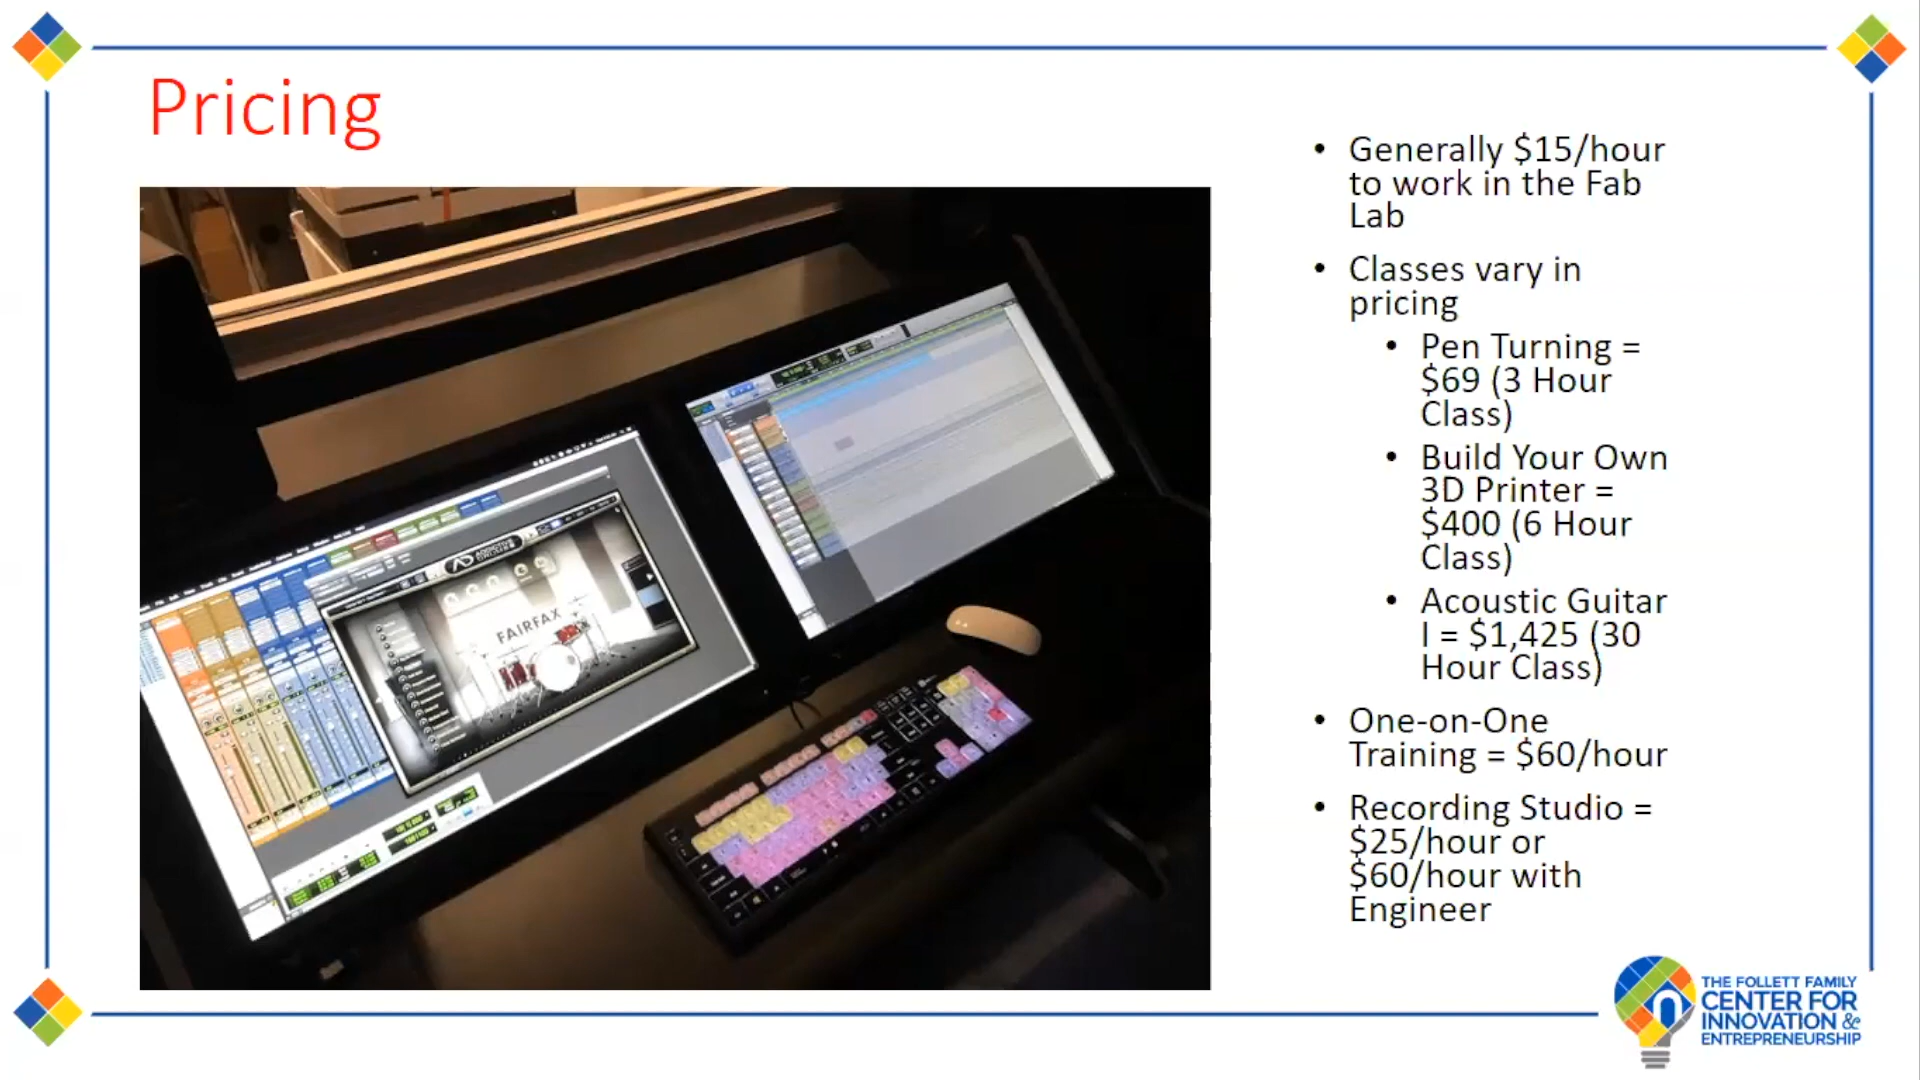 Pricing
• Generally $15/hour
to work in the Fab
Lab
• Classes vary in
pricing
• Pen Turning =
$69 (3 Hour
Class)
• Build Your Own
3D Printer =
$400 (6 Hour
Class)
• Acoustic Guitar
I = $1,425 (30
Hour Class)
• One-on-One
Training = $60/hour
• Recording Studio =
$25/hour or
$60/hour with
Engineer
FAIRFAX
THE FOLLETT FAMILY
CENTER FOR
INNOVATION &
ENTREPRENEURSHIP